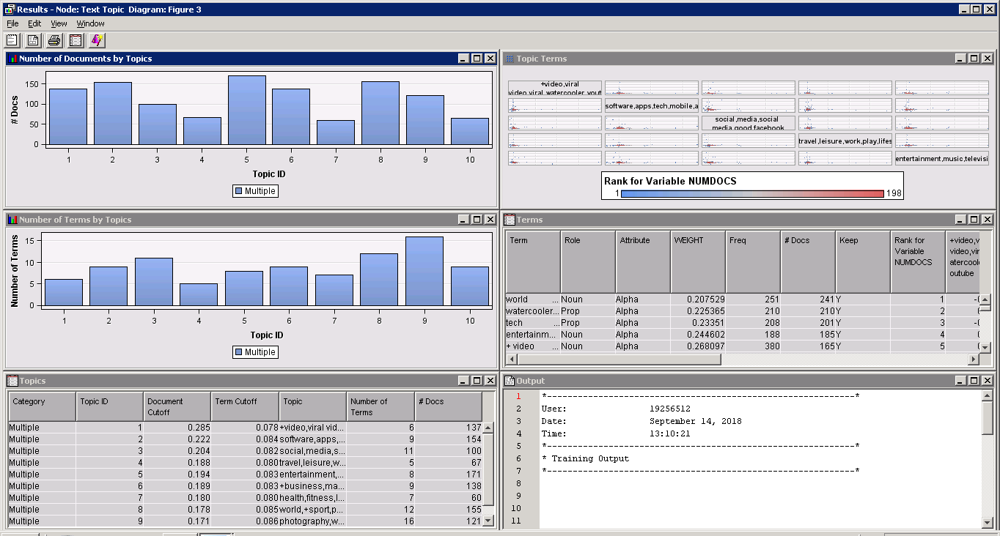 Results - Node: Text Topic Diagram: Figure 3
File Edit View Window
Number of Documents by Topics
# Docs
150
100
50
0
1 2 3 4 5 6 7 8 9 10
Topic ID
Multiple
Topic Terms
+video,viral
video,viral,watercooler,yout
software,apps,tech,mobile,a
social,media,social
media,good,facebook
travel,leisure,work,play,lifes
entertainment,music,televisi
Rank for Variable NUMDOCS
1 198
Number of Terms by Topics
Number of Terms
15
10
5
0
1 2 3 4 5 6 7 8 9 10
Topic ID
Multiple
Terms
Term Role Attribute WEIGHT Freq # Docs Keep Rank for Variable NUMDOCS +video,v
video,vir
atercoole
outube
world ... Noun Alpha 0.207529 251 241 Y 1 -0
watercooler... Prop Alpha 0.225365 210 210 Y 2 0
tech ... Prop Alpha 0.23351 208 201 Y 3 -0
entertainm... Noun Alpha 0.244602 188 185 Y 4 0
+ video ... Noun Alpha 0.268097 380 165 Y 5 0
Topics
Category Topic ID Document Cutoff Term Cutoff Topic Number of Terms # Docs
Multiple 1 0.285 0.078 +video,viral vid... 6 137
Multiple 2 0.222 0.084 software,apps,... 9 154
Multiple 3 0.204 0.082 social,media,s... 11 100
Multiple 4 0.188 0.080 travel,leisure,w... 5 67
Multiple 5 0.194 0.083 entertainment,... 8 171
Multiple 6 0.189 0.083 +business,ma... 9 138
Multiple 7 0.180 0.080 health,fitness,l... 7 60
Multiple 8 0.178 0.085 world,+sport,p... 12 155
Multiple 9 0.171 0.086 photography,w... 16 121
Output
1 *------------------------------------------------------------*
2 User: 19256512
3 Date: September 14, 2018
4 Time: 13:10:21
5 *------------------------------------------------------------*
6 * Training Output
7 *------------------------------------------------------------*
8
9
10
11